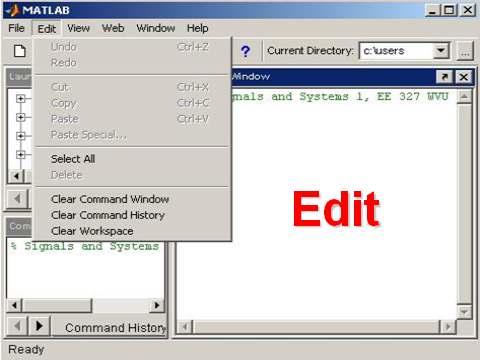 MATLAB
File Edit View Web Window Help
? Current Directory: c:\users ...
Undo Ctrl+Z
Redo
Cut Ctrl+X
Copy Ctrl+C
Paste Ctrl+V
Paste Special...
Select All
Delete
Clear Command Window
Clear Command History
Clear Workspace
Laun
Window
gnals and Systems 1, EE 327 WVU
Edit
Com
% Signals and Systems
Command History
Ready